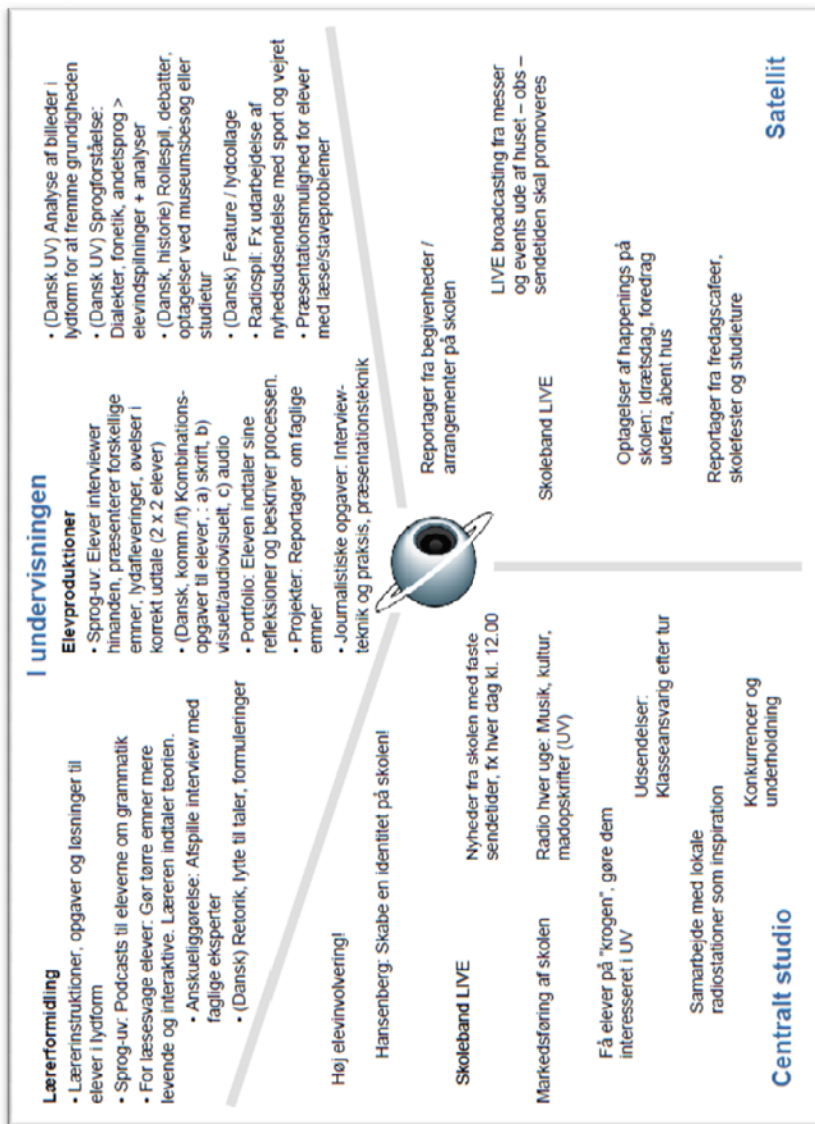 I undervisningen
Lærerformidling
• Lærerinstruktioner, opgaver og løsninger til
elever i lydform
• Sprog-uv: Podcasts til eleverne om grammatik
• For læsesvage elever: Gør tørre emner mere
levende og interaktive. Læreren indtaler teorien.
• Anskueliggørelse: Afspille interview med
faglige eksperter
• (Dansk) Retorik, lytte til taler, formuleringer
Elevproduktioner
• Sprog-uv: Elever interviewer
hinanden, præsenterer forskellige
emner, lydafleveringer, øvelser i
korrekt udtale (2 x 2 elever)
• (Dansk, komm./it) Kombinations-
opgaver til elever, : a) skrift, b)
visuelt/audiovisuelt, c) audio
• Portfolio: Eleven indtaler sine
refleksioner og beskriver processen.
• Projekter: Reportager om faglige
emner
• Journalistiske opgaver: Interview-
teknik og praksis, præsentationsteknik
• (Dansk UV) Analyse af billeder i
lydform for at fremme grundigheden
• (Dansk UV) Sprogforståelse:
Dialekter, fonetik, andetsprog >
elevindspilninger + analyser
• (Dansk, historie) Rollespil, debatter,
optagelser ved museumsbesøg eller
studietur
• (Dansk) Feature / lydcollage
• Radiospil: Fx udarbejdelse af
nyhedsudsendelse med sport og vejret
• Præsentationsmulighed for elever
med læse/staveproblemer
Høj elevinvolvering!
Hansenberg: Skabe en identitet på skolen!
Skoleband LIVE
Nyheder fra skolen med faste
sendetider, fx hver dag kl. 12.00
Markedsføring af skolen
Radio hver uge: Musik, kultur,
madopskrifter (UV)
Få elever på "krogen", gøre dem
interesseret i UV
Udsendelser:
Klasseansvarlig efter tur
Samarbejde med lokale
radiostationer som inspiration
Konkurrencer og
underholdning
Centralt studio
Reportager fra begivenheder /
arrangementer på skolen
LIVE broadcasting fra messer
og events ude af huset – obs –
sendetiden skal promoveres
Skoleband LIVE
Optagelser af happenings på
skolen: Idrætsdag, foredrag
udefra, åbent hus
Reportager fra fredagscafeer,
skolefester og studieture
Satellit